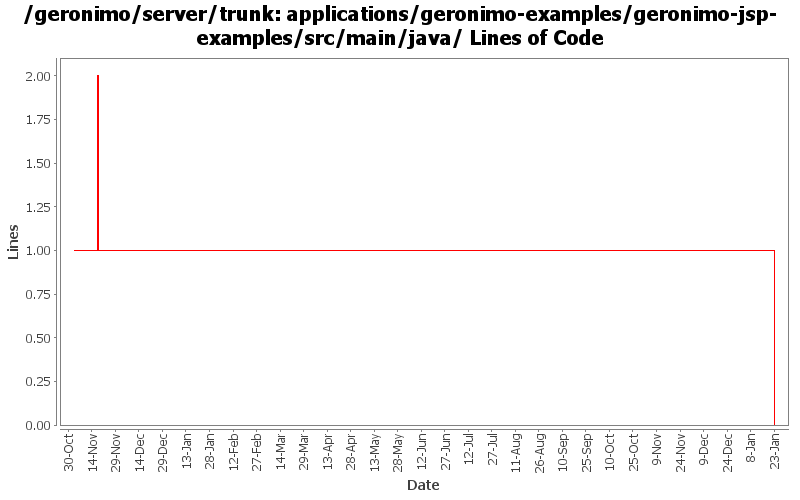 /geronimo/server/trunk: applications/geronimo-examples/geronimo-jsp-
examples/src/main/java/ Lines of Code
2.00
1.75
1.50
1.25
1.00
0.75
0.50
0.25
0.00
Lines
30-Oct
14-Nov
29-Nov
14-Dec
29-Dec
13-Jan
28-Jan
12-Feb
27-Feb
14-Mar
29-Mar
13-Apr
28-Apr
13-May
28-May
12-Jun
27-Jun
12-Jul
27-Jul
11-Aug
26-Aug
10-Sep
25-Sep
10-Oct
25-Oct
9-Nov
24-Nov
9-Dec
24-Dec
8-Jan
23-Jan
Date